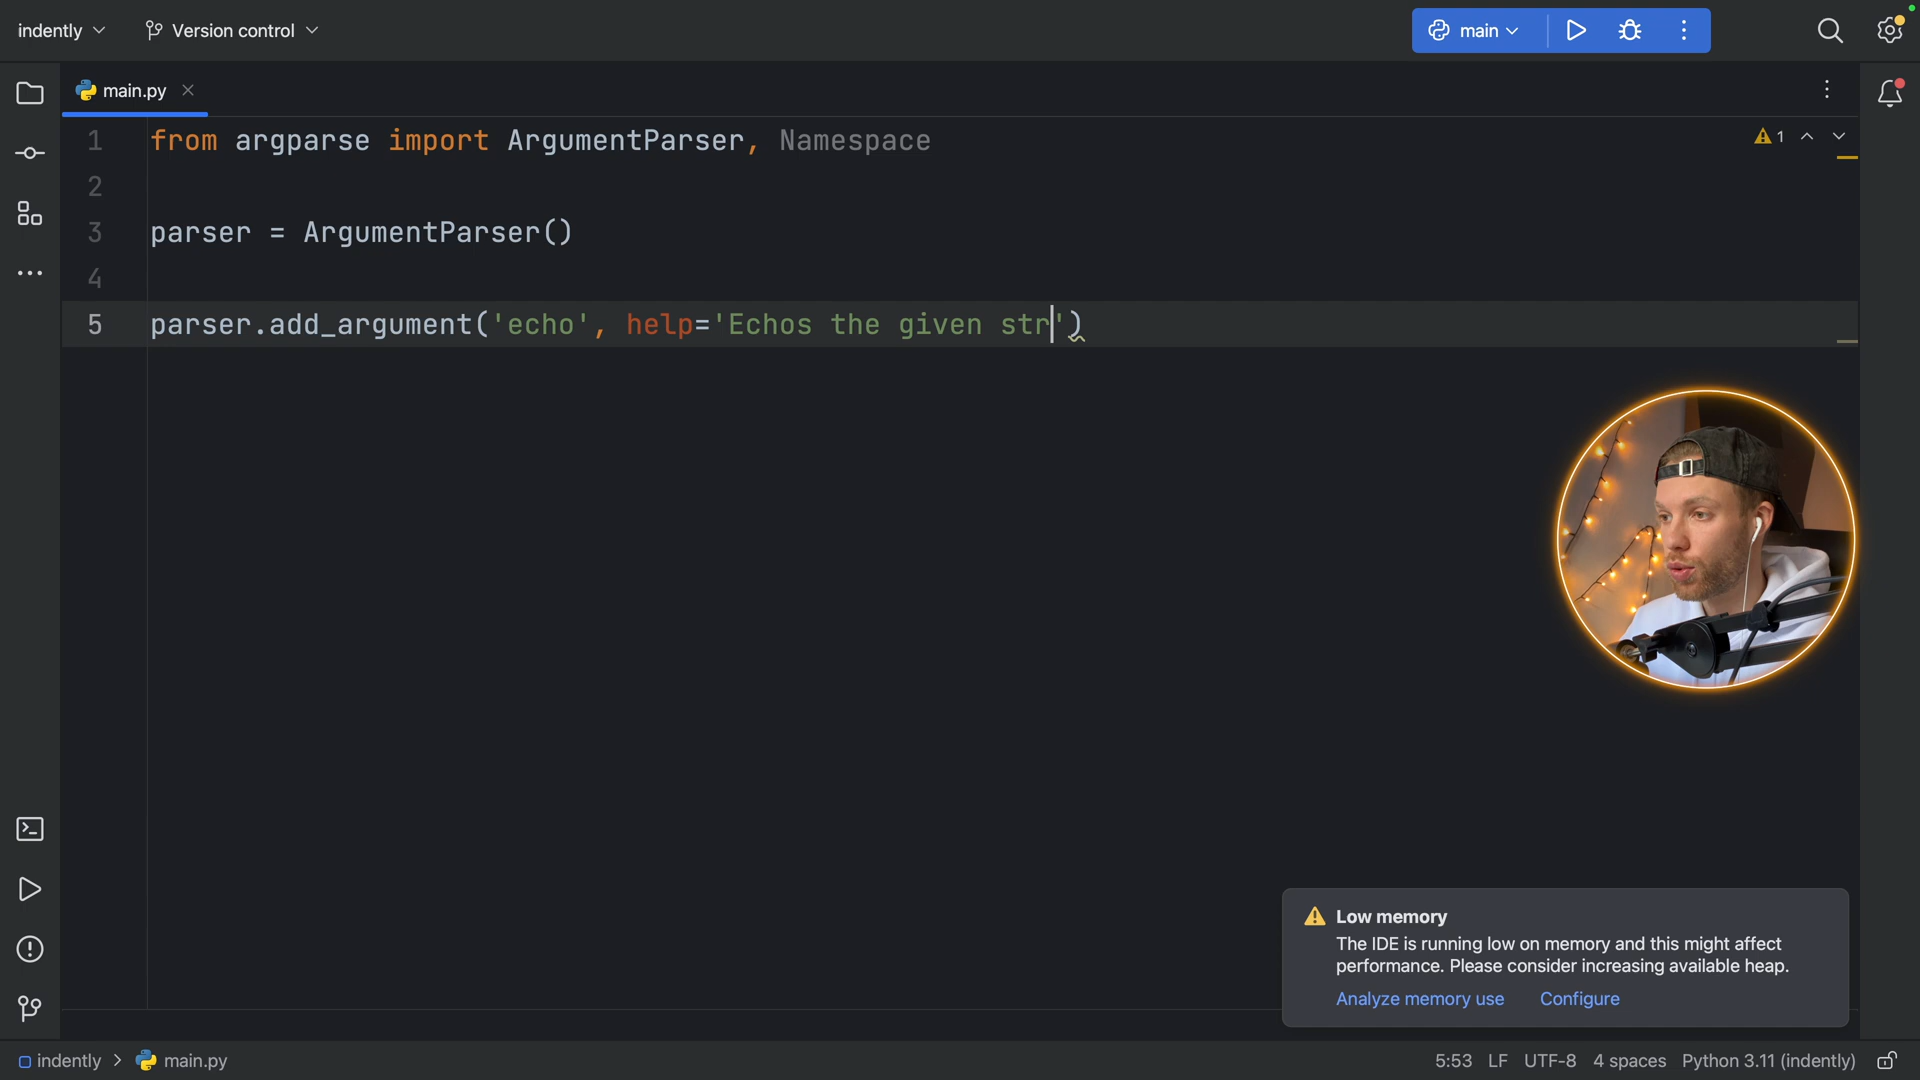 indently
Version control
main
main.py
1 from argparse import ArgumentParser, Namespace
1
2
3 parser = ArgumentParser()
4
5 parser.add_argument('echo', help='Echos the given str')
Low memory
The IDE is running low on memory and this might affect
performance. Please consider increasing available heap.
Analyze memory use Configure
indently > main.py
5:53 LF UTF-8 4 spaces Python 3.11 (indently)